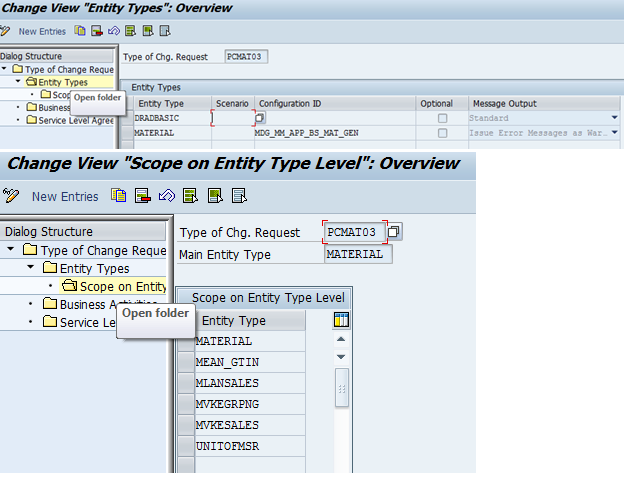 Change View "Entity Types": Overview
New Entries
Dialog Structure
Type of Change Reque
Entity Types
Scop
Open folder
Business
Service Level Agree
Type of Chg. Request PCMAT03
Entity Types
Entity Type Scenario Configuration ID Optional Message Output
DRADBASIC Standard
MATERIAL MDG_MM_APP_BS_MAT_GEN Issue Error Messages as War..
Change View "Scope on Entity Type Level": Overview
New Entries
Dialog Structure
Type of Change Reque
Entity Types
Scope on Entity
Business Activities
Service Le
Open folder
Type of Chg. Request PCMAT03
Main Entity Type MATERIAL
Scope on Entity Type Level
Entity Type
MATERIAL
MEAN_GTIN
MLANSALES
MVKEGRPNG
MVKESALES
UNITOFMSR